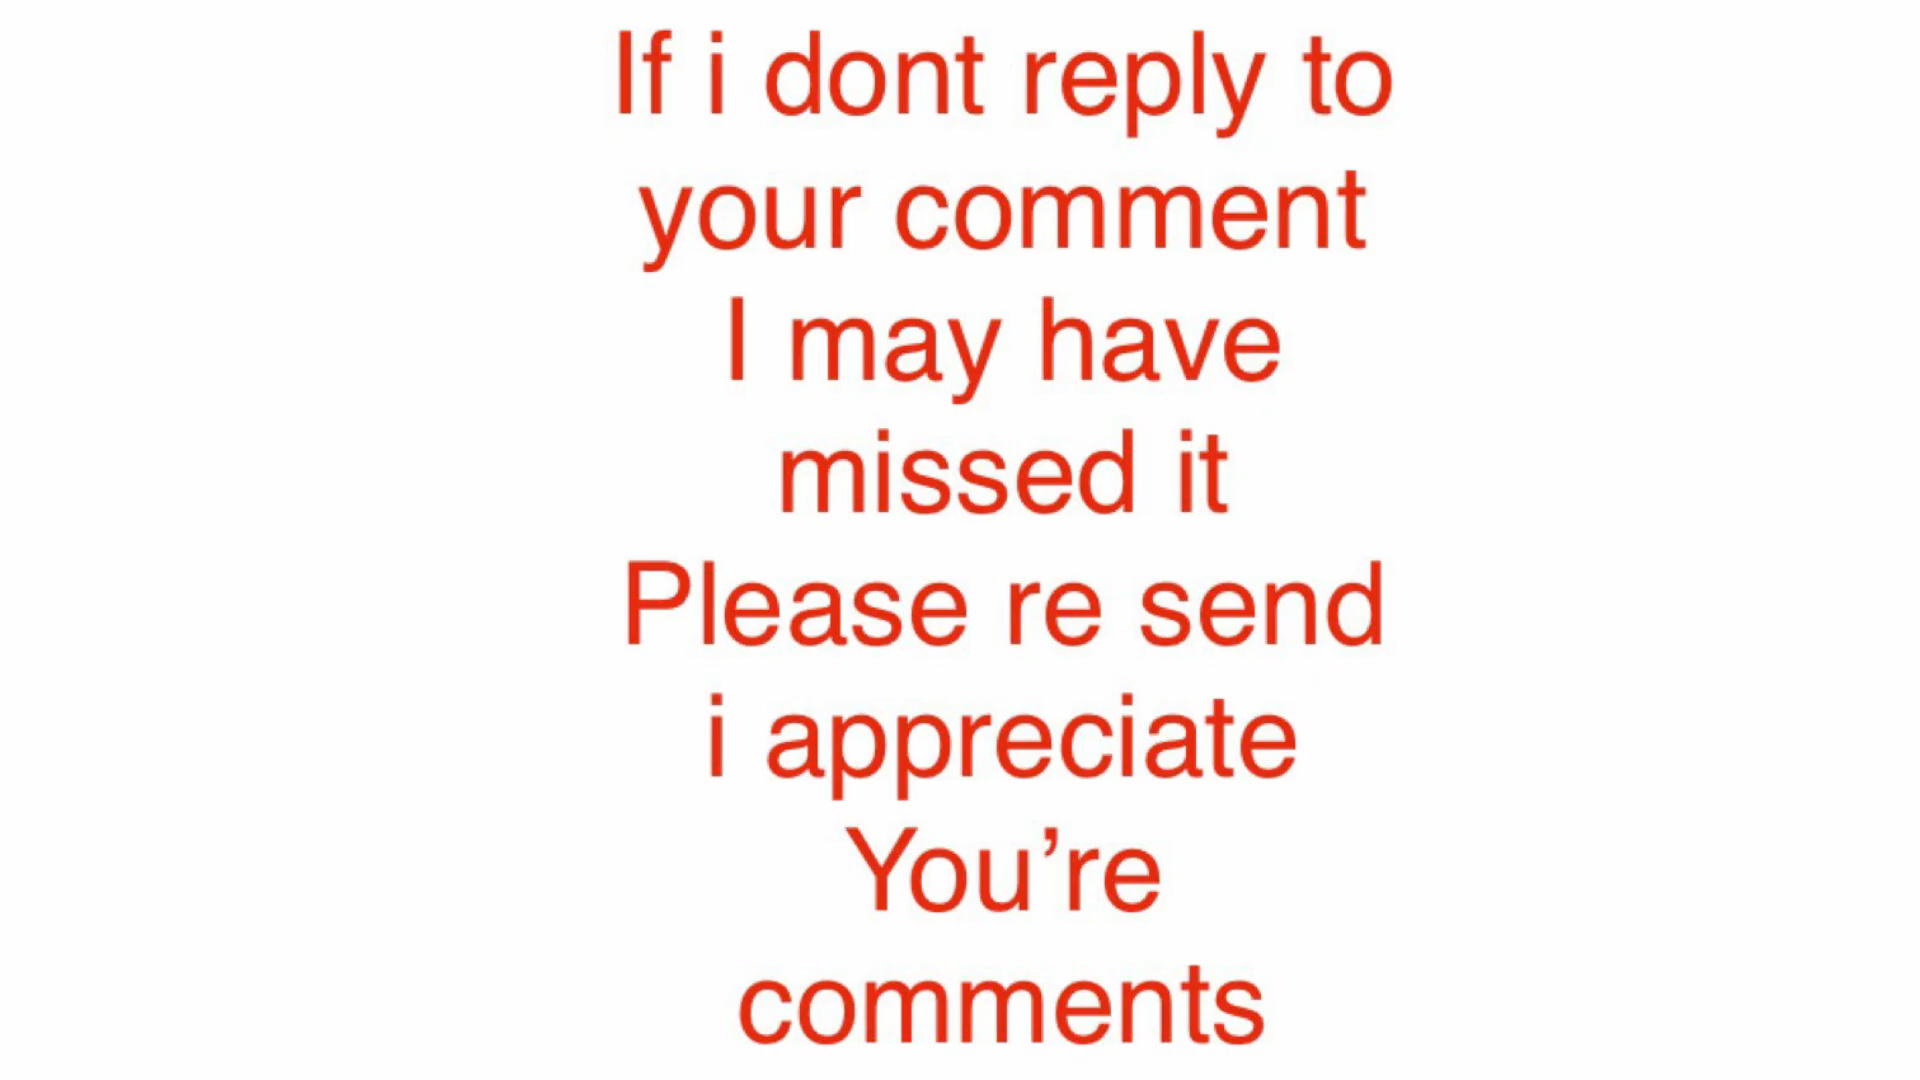 If i dont reply to
your comment
I may have
missed it
Please re send
i appreciate
You’re
comments